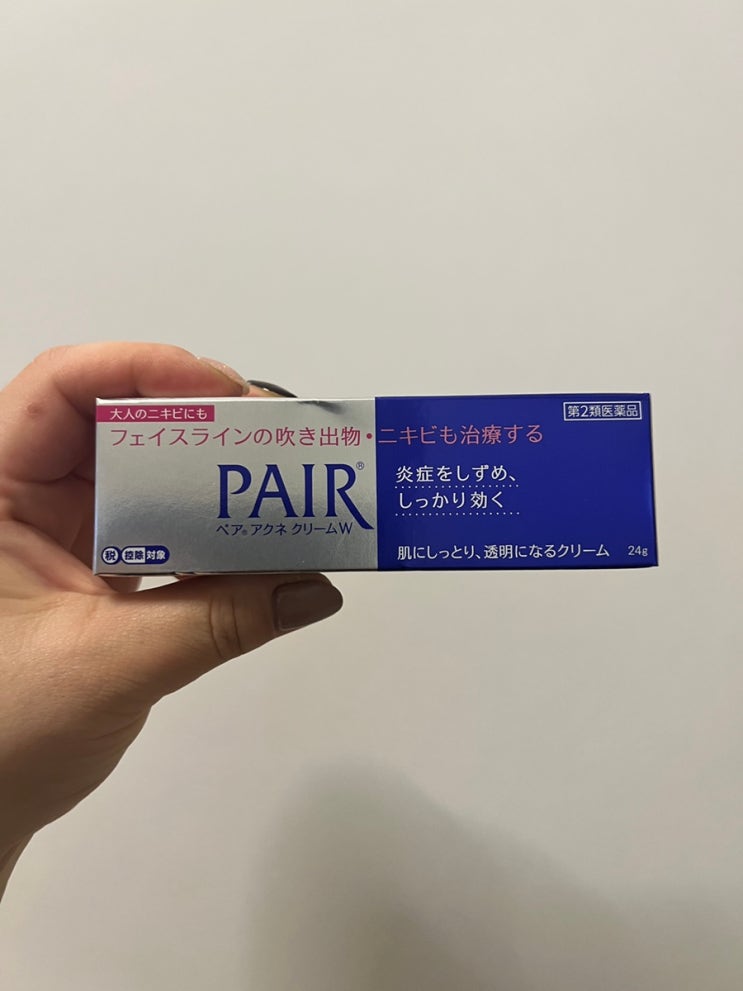 大人のニキビにも
第2類医薬品
フェイスラインの吹き出物・ニキビも治療する
PAIR®
ペア®アクネ クリームW
炎症をしずめ、
しっかり効く
税 控除 対象
肌にしっとり、透明になるクリーム 24g